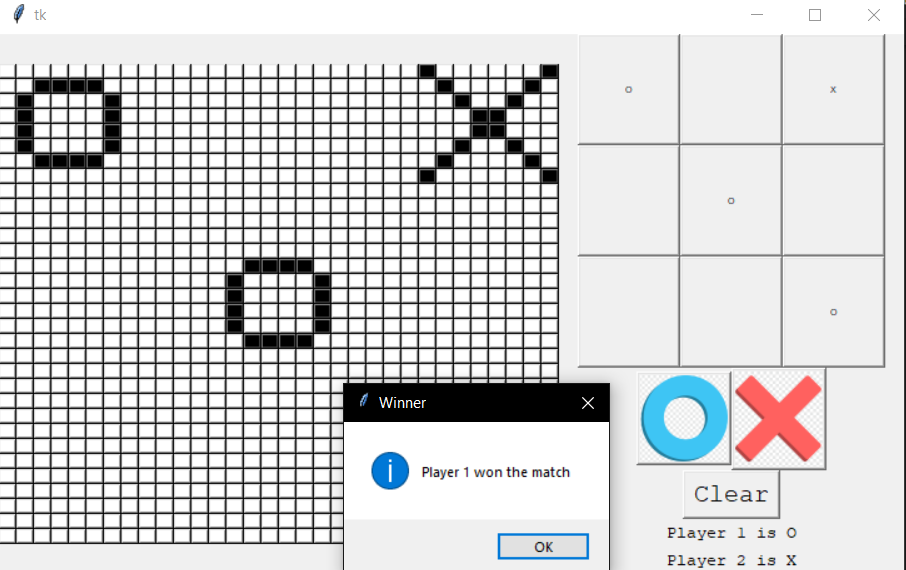 tk
o x
o
o
Winner
Player 1 won the match
OK
Clear
Player 1 is O
Player 2 is X